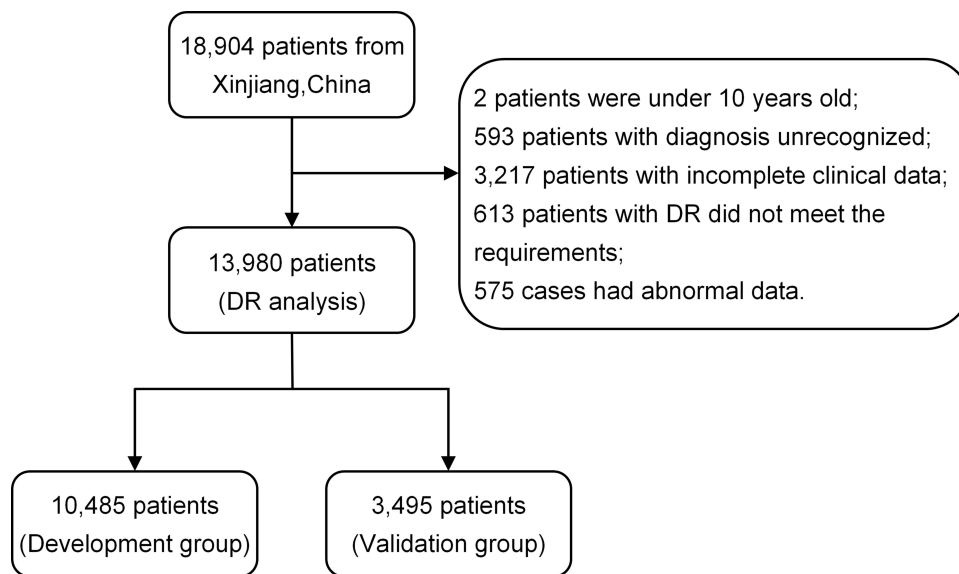 18,904 patients from
Xinjiang,China
2 patients were under 10 years old;
593 patients with diagnosis unrecognized;
3,217 patients with incomplete clinical data;
613 patients with DR did not meet the
requirements;
575 cases had abnormal data.
13,980 patients
(DR analysis)
10,485 patients
(Development group)
3,495 patients
(Validation group)